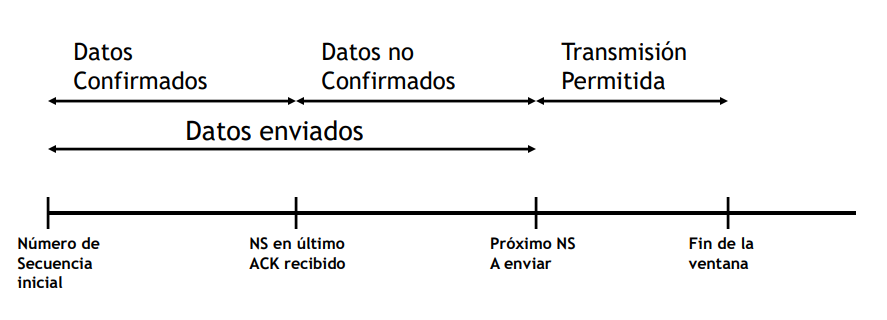 Datos
Confirmados
Datos no
Confirmados
Transmisión
Permitida
Datos enviados
Número de
Secuencia
inicial
NS en último
ACK recibido
Próximo NS
A enviar
Fin de la
ventana